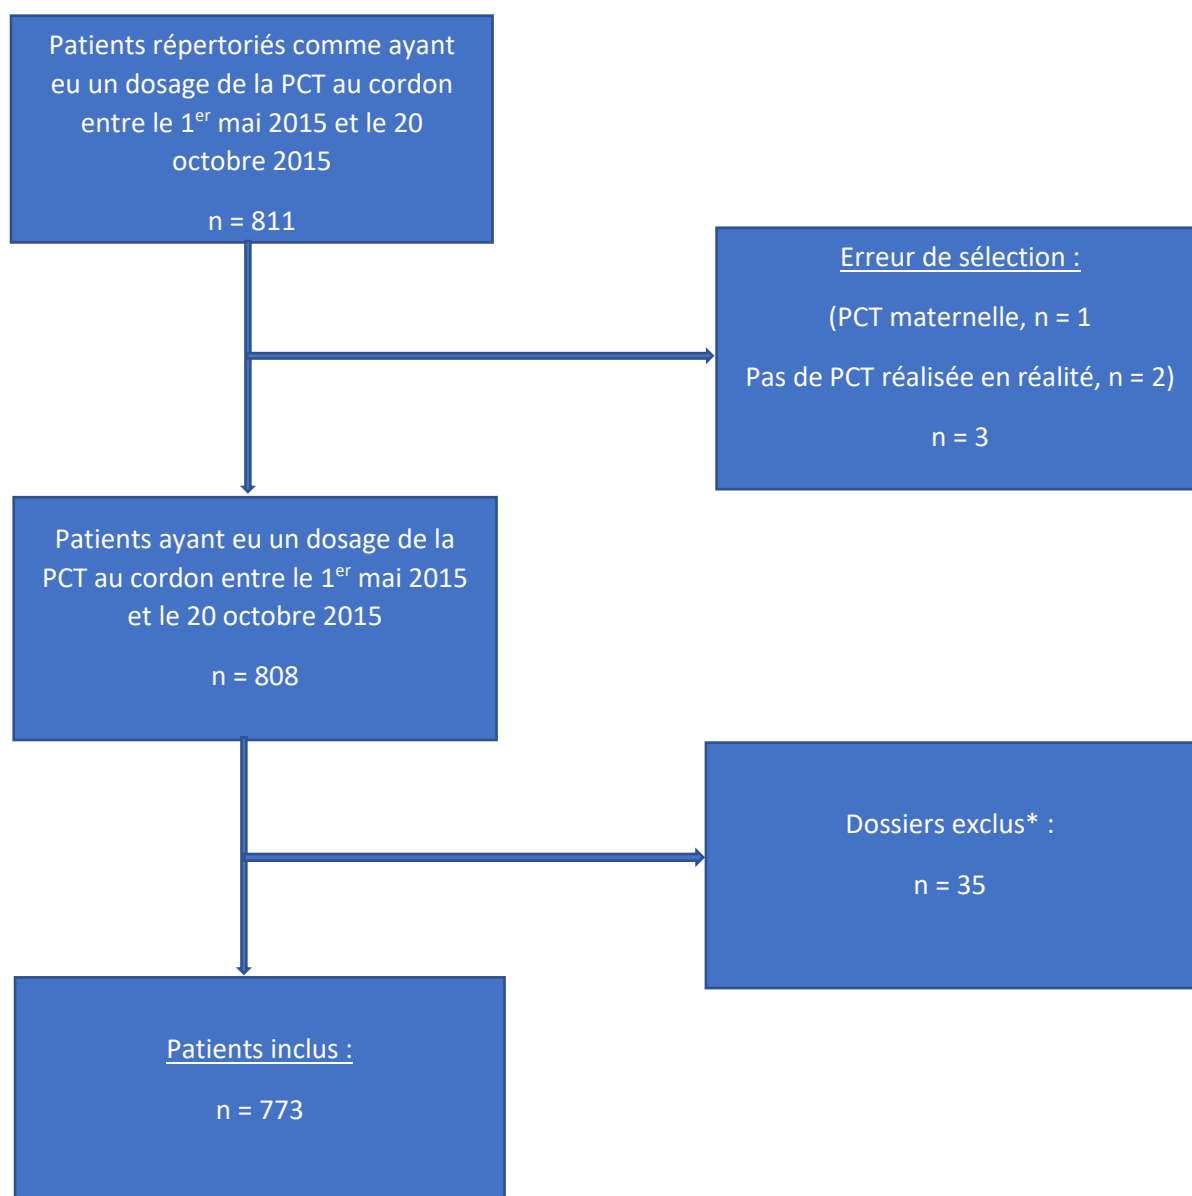 Patients répertoriés comme ayant
eu un dosage de la PCT au cordon
entre le 1er mai 2015 et le 20
octobre 2015
n = 811
Erreur de sélection :
(PCT maternelle, n = 1
Pas de PCT réalisée en réalité, n = 2)
n = 3
Patients ayant eu un dosage de la
PCT au cordon entre le 1er mai 2015
et le 20 octobre 2015
n = 808
Dossiers exclus* :
n = 35
Patients inclus :
n = 773